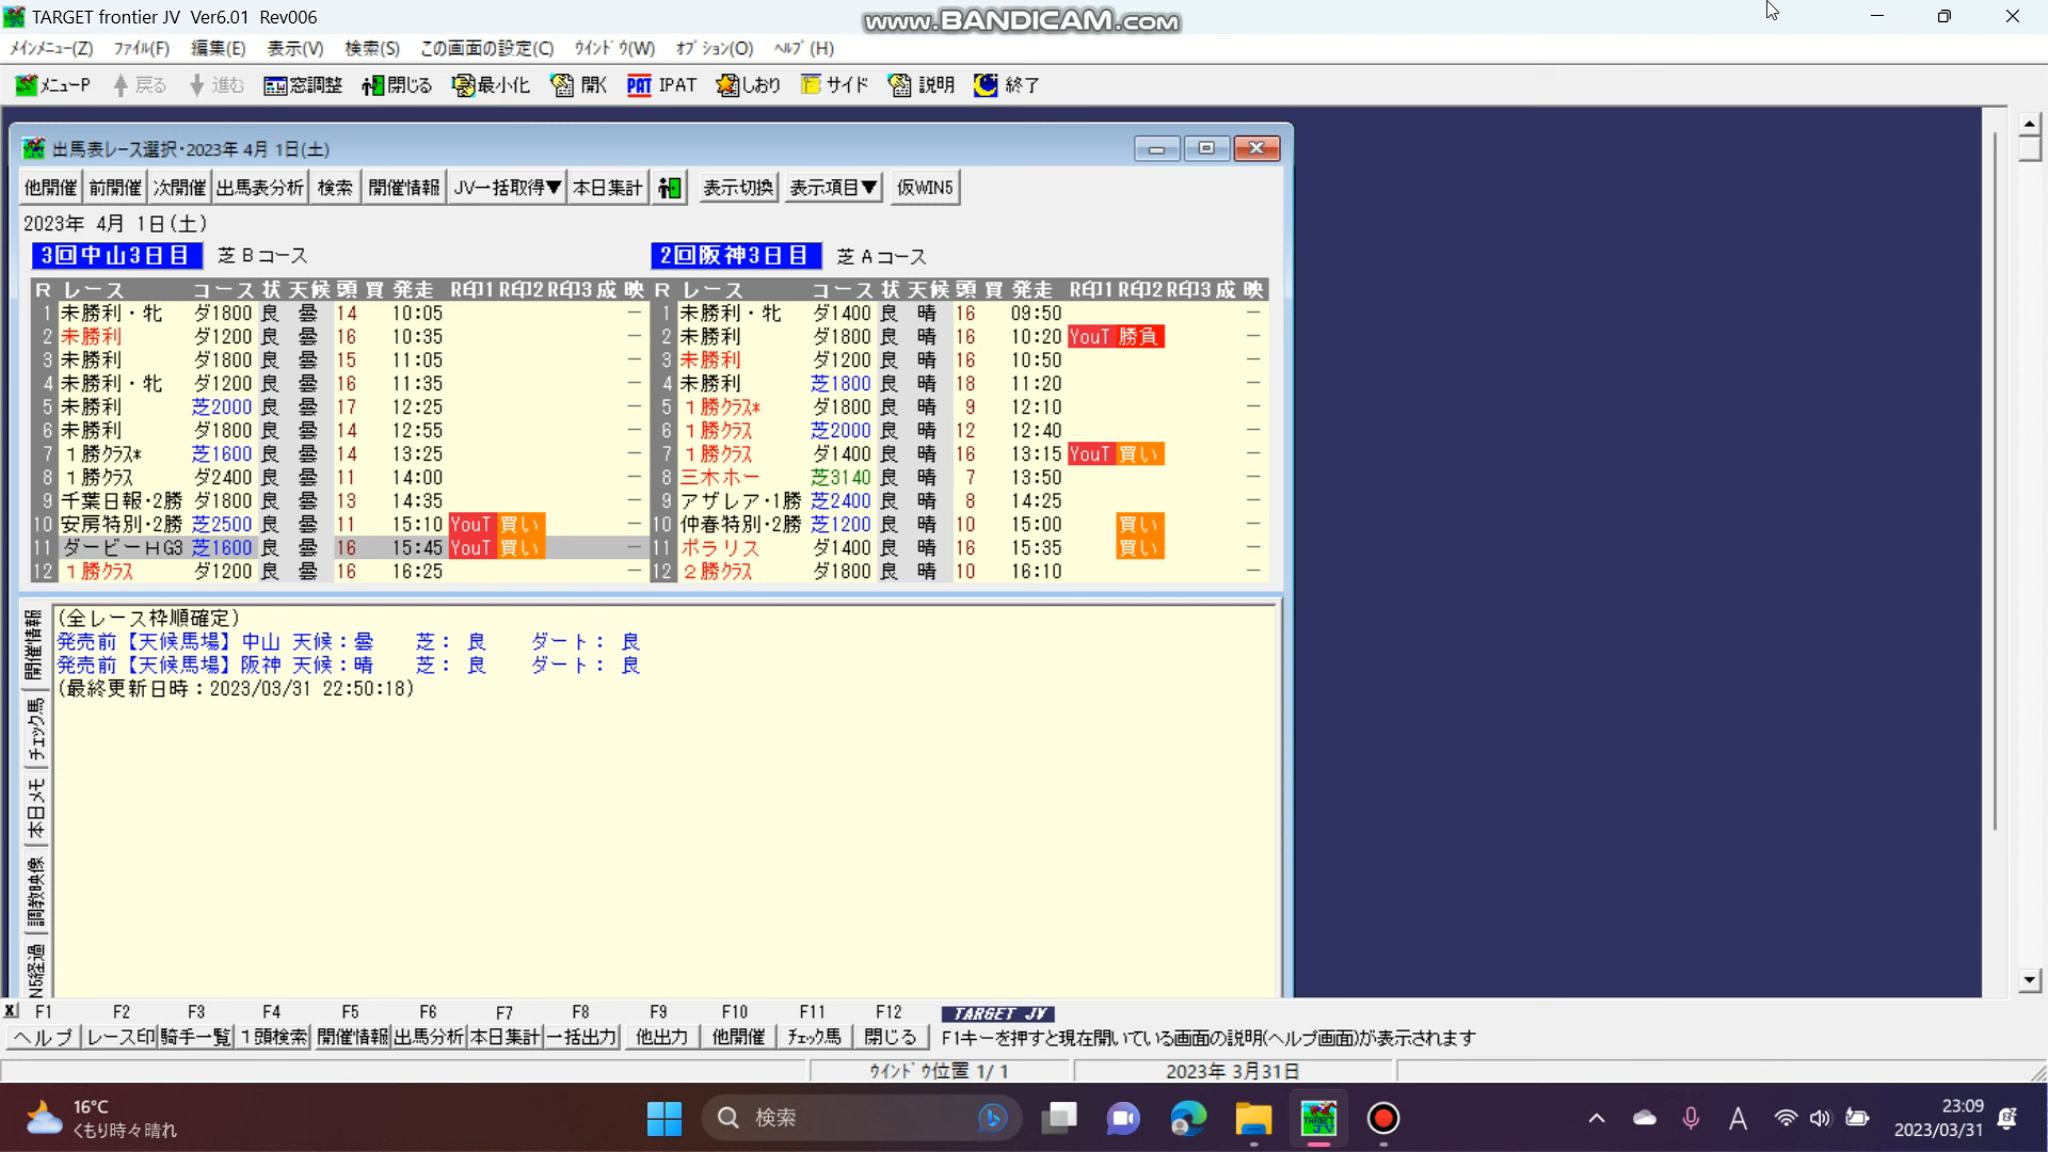 TARGET frontier JV Ver6.01 Rev006
www.BANDICAM.com
ﾒｲﾝﾒﾆｭｰ(Z) ﾌｧｲﾙ(F) 編集(E) 表示(V) 検索(S) この画面の設定(C) ｳｲﾝﾄﾞｳ(W) ｵﾌﾟｼｮﾝ(O) ﾍﾙﾌﾟ(H)
ﾒﾆｭｰP 戻る 進む 窓調整 閉じる 最小化 開く PAT IPAT しおり サイド 説明 終了
出馬表レース選択･2023年 4月 1日(土)
他開催 前開催 次開催 出馬表分析 検索 開催情報 JV一括取得▼ 本日集計 表示切換 表示項目▼ 仮WIN5
2023年 4月 1日(土)
3回中山3日目 芝Bコース
R レース コース 状 天候 頭 買 発走 R印1 R印2 R印3 成 映
1 未勝利・牝 ダ1800 良 曇 14 10:05 －
2 未勝利 ダ1200 良 曇 16 10:35 －
3 未勝利 ダ1800 良 曇 15 11:05 －
4 未勝利・牝 ダ1200 良 曇 16 11:35 －
5 未勝利 芝2000 良 曇 17 12:25 －
6 未勝利 ダ1800 良 曇 14 12:55 －
7 １勝ｸﾗｽ* 芝1600 良 曇 14 13:25 －
8 １勝ｸﾗｽ ダ2400 良 曇 11 14:00 －
9 千葉日報･2勝 ダ1800 良 曇 13 14:35 －
10 安房特別･2勝 芝2500 良 曇 11 15:10 YouT 買い －
11 ダービーＨG3 芝1600 良 曇 16 15:45 YouT 買い －
12 １勝ｸﾗｽ ダ1200 良 曇 16 16:25 －
2回阪神3日目 芝Aコース
R レース コース 状 天候 頭 買 発走 R印1 R印2 R印3 成 映
1 未勝利・牝 ダ1400 良 晴 16 09:50 －
2 未勝利 ダ1800 良 晴 16 10:20 YouT 勝負 －
3 未勝利 ダ1200 良 晴 16 10:50 －
4 未勝利 芝1800 良 晴 18 11:20 －
5 １勝ｸﾗｽ* ダ1800 良 晴 9 12:10 －
6 １勝ｸﾗｽ 芝2000 良 晴 12 12:40 －
7 １勝ｸﾗｽ ダ1400 良 晴 16 13:15 YouT 買い －
8 三木ホー 芝3140 良 晴 7 13:50 －
9 アザレア･1勝 芝2400 良 晴 8 14:25 －
10 仲春特別･2勝 芝1200 良 晴 10 15:00 買い －
11 ポラリス ダ1400 良 晴 16 15:35 買い －
12 ２勝ｸﾗｽ ダ1800 良 晴 10 16:10 －
開催情報
チェック馬
本日メモ
調教映像
N5経過
(全レース枠順確定)
発売前【天候馬場】中山 天候：曇 芝： 良 ダート： 良
発売前【天候馬場】阪神 天候：晴 芝： 良 ダート： 良
(最終更新日時：2023/03/31 22:50:18)
X F1 F2 F3 F4 F5 F6 F7 F8 F9 F10 F11 F12 TARGET JV
ヘルプ レース印 騎手一覧 1頭検索 開催情報 出馬分析 本日集計 一括出力 他出力 他開催 ﾁｪｯｸ馬 閉じる F1キーを押すと現在開いている画面の説明(ヘルプ画面)が表示されます
ｳｲﾝﾄﾞｳ位置 1/ 1 2023年 3月31日
16°C
くもり時々晴れ
検索
A
23:09
2023/03/31